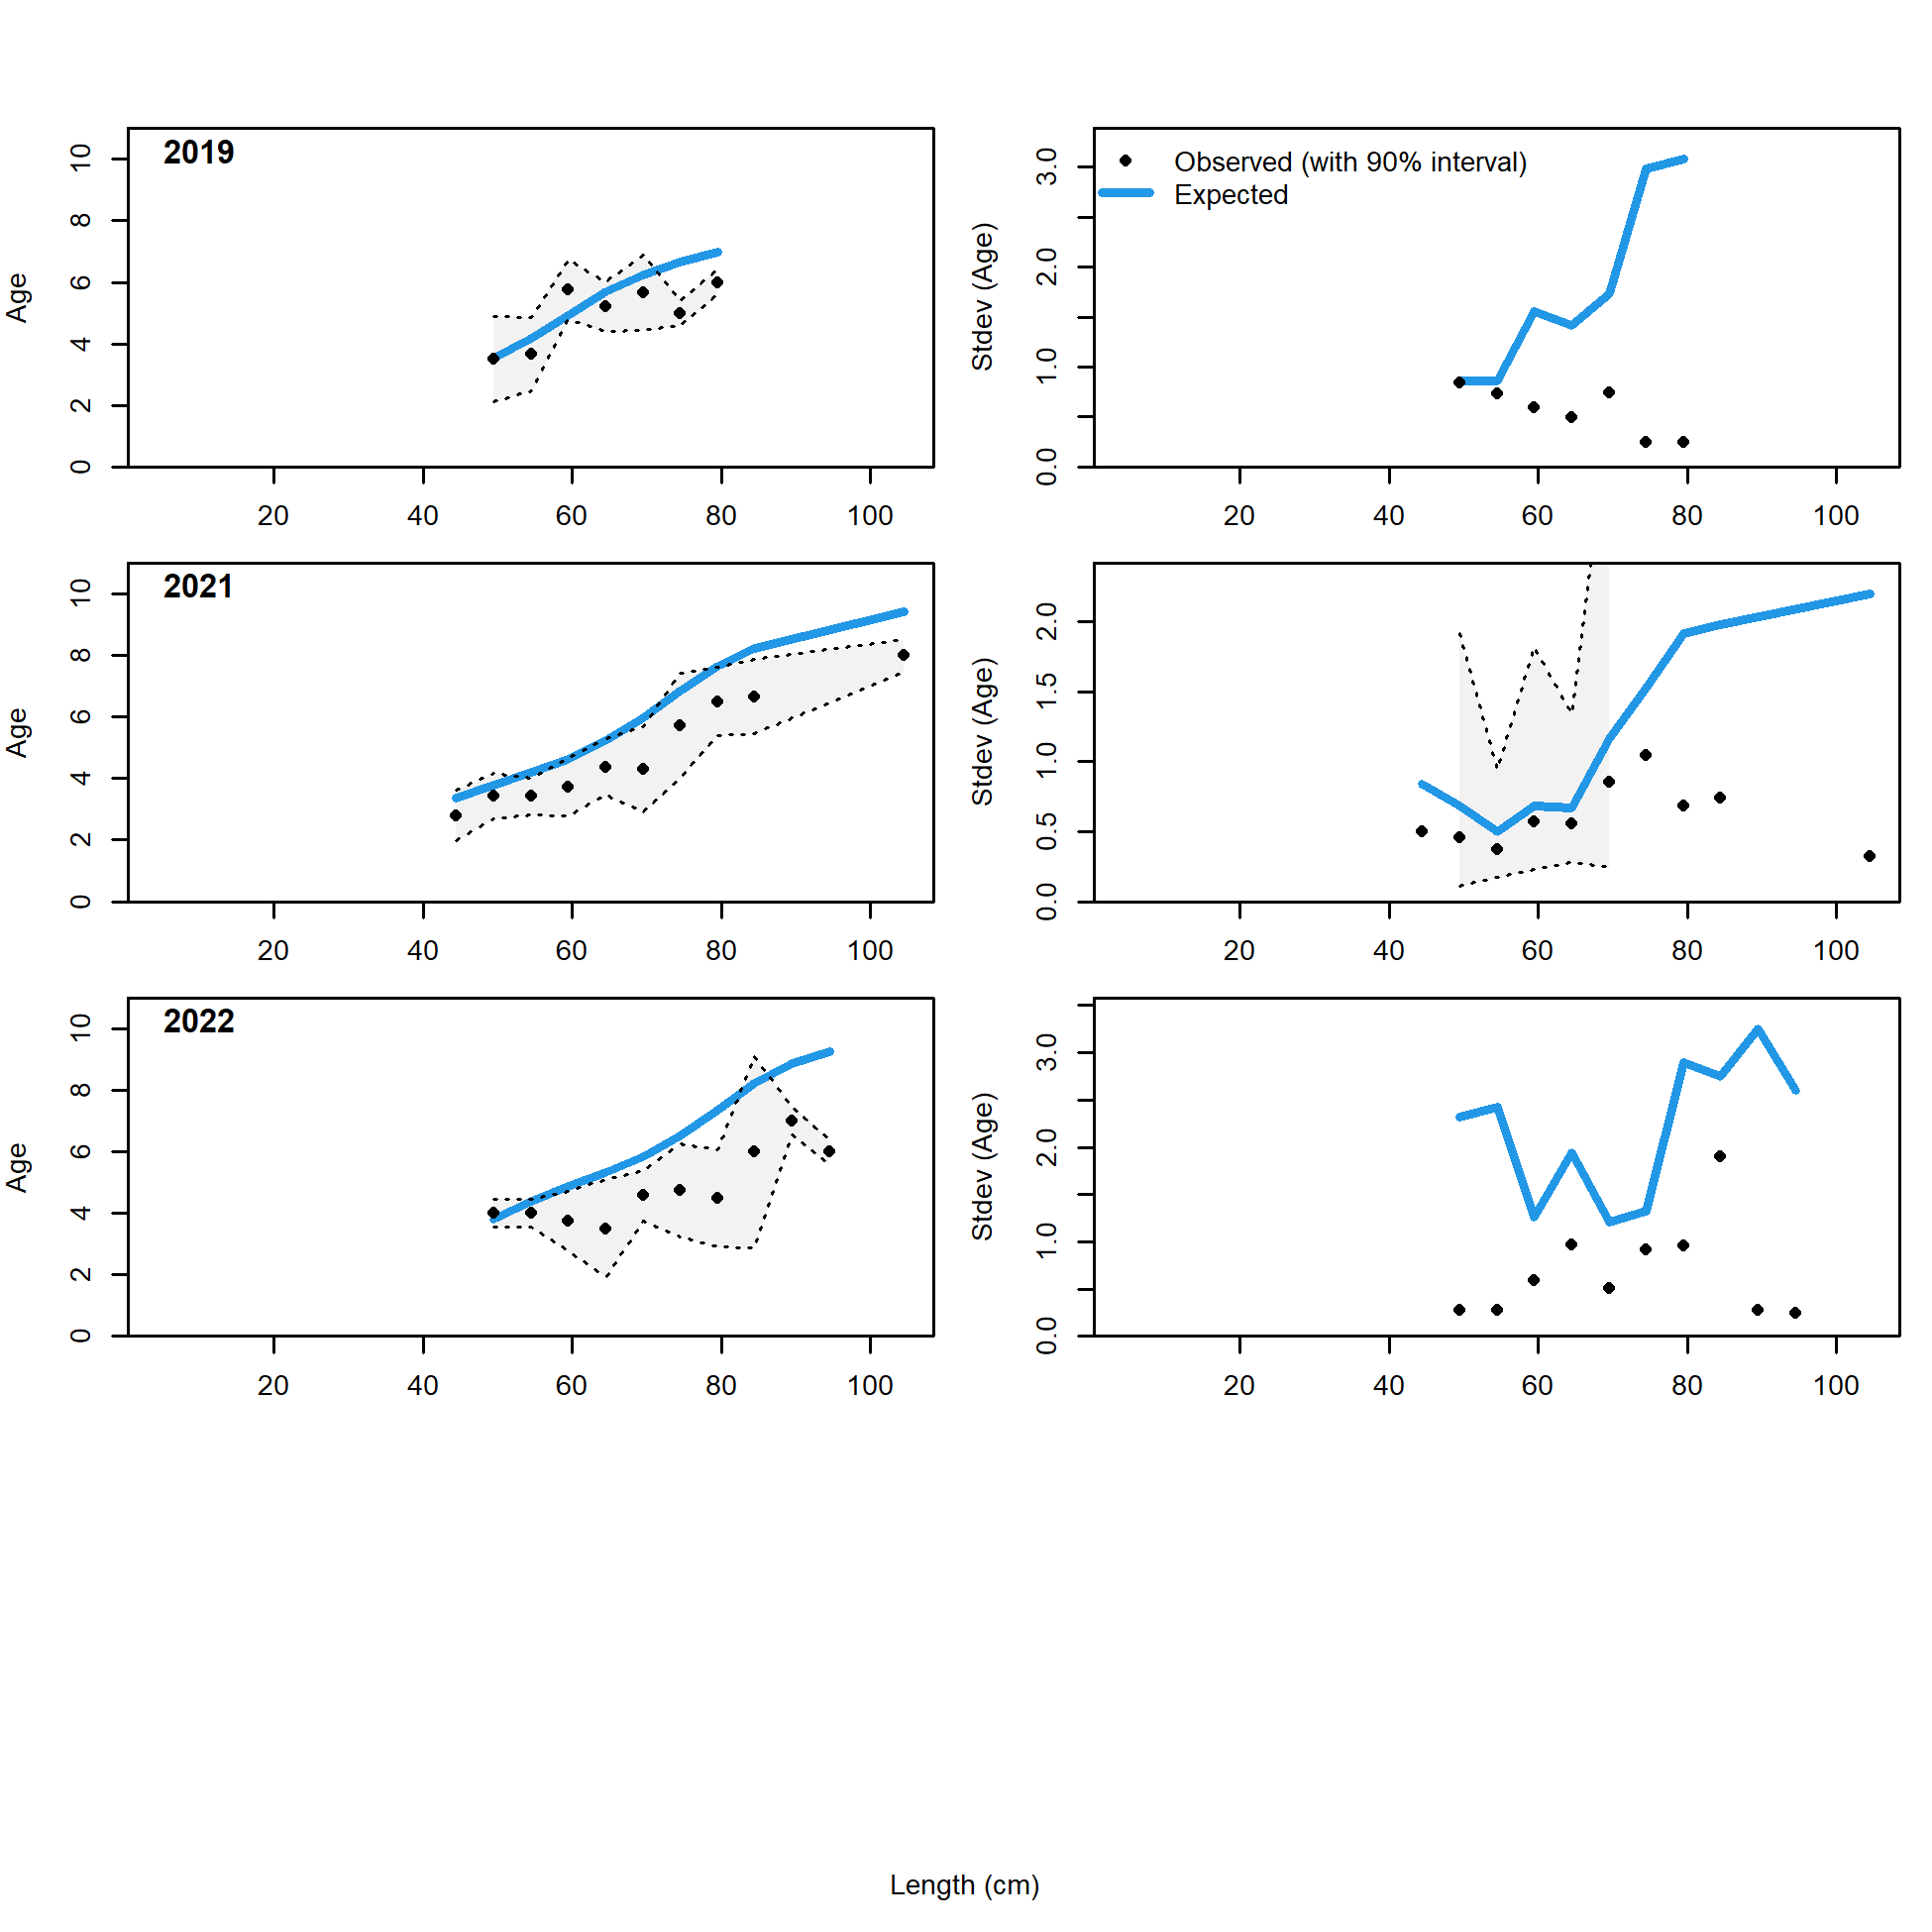 2019
Age
0 2 4 6 8 10
20 40 60 80 100
Observed (with 90% interval)
Expected
Stdev (Age)
0.0 1.0 2.0 3.0
20 40 60 80 100
2021
Age
0 2 4 6 8 10
20 40 60 80 100
Stdev (Age)
0.0 0.5 1.0 1.5 2.0
20 40 60 80 100
2022
Age
0 2 4 6 8 10
20 40 60 80 100
Stdev (Age)
0.0 1.0 2.0 3.0
20 40 60 80 100
Length (cm)